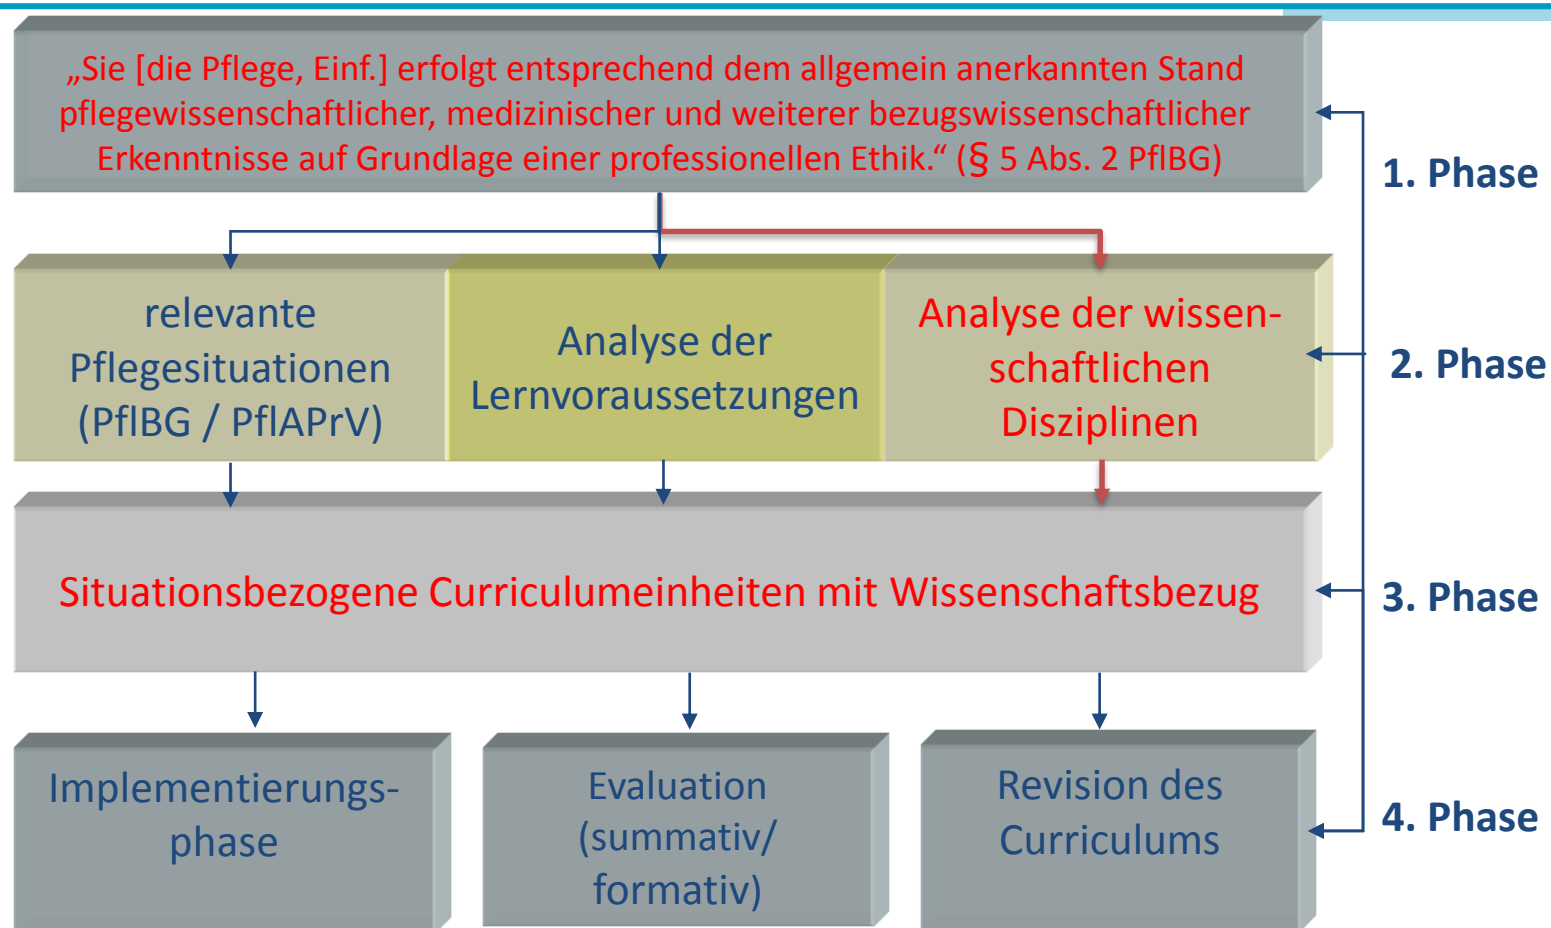 „Sie [die Pflege, Einf.] erfolgt entsprechend dem allgemein anerkannten Stand
pflegewissenschaftlicher, medizinischer und weiterer bezugswissenschaftlicher
Erkenntnisse auf Grundlage einer professionellen Ethik.“ (§ 5 Abs. 2 PflBG)
1. Phase
relevante
Pflegesituationen
(PflBG / PflAPrV)
Analyse der
Lernvoraussetzungen
Analyse der wissen-
schaftlichen
Disziplinen
2. Phase
Situationsbezogene Curriculumeinheiten mit Wissenschaftsbezug
3. Phase
Implementierungs-
phase
Evaluation
(summativ/
formativ)
Revision des
Curriculums
4. Phase